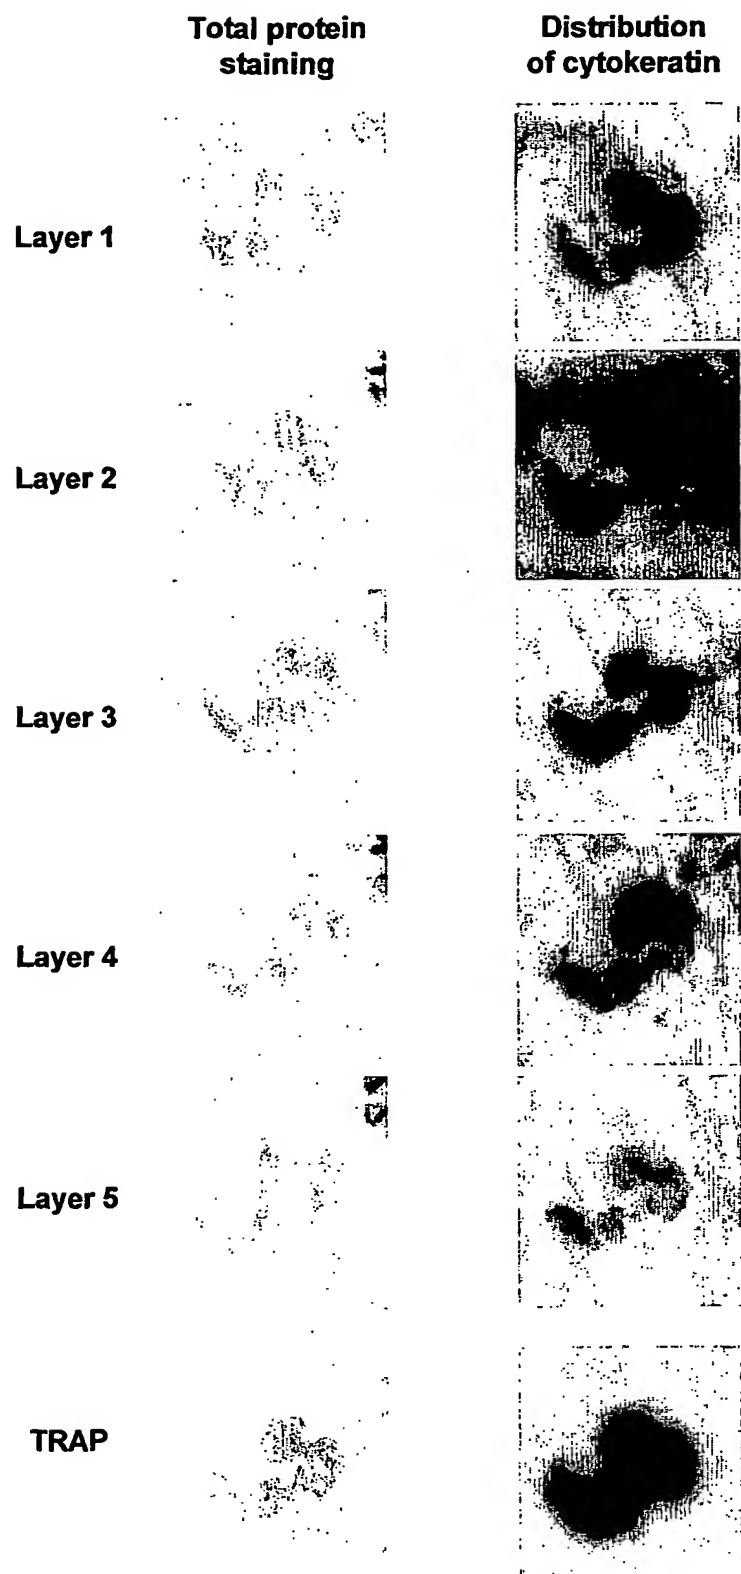 Total protein
staining
Distribution
of cytokeratin
Layer 1
Layer 2
Layer 3
Layer 4
Layer 5
TRAP